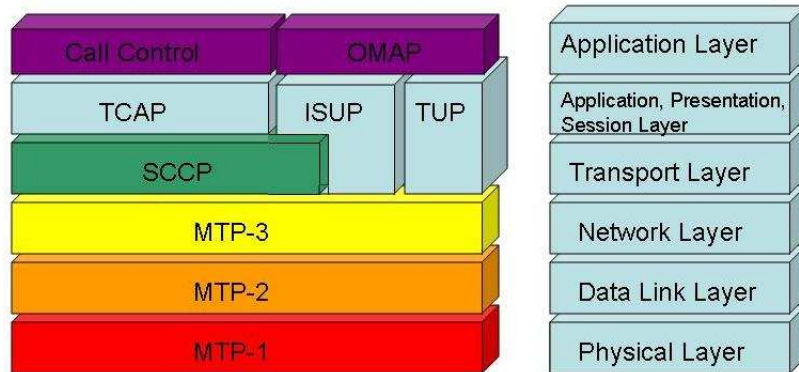 Call Control
OMAP
Application Layer
TCAP
ISUP
TUP
Application, Presentation,
Session Layer
SCCP
Transport Layer
MTP-3
Network Layer
MTP-2
Data Link Layer
MTP-1
Physical Layer